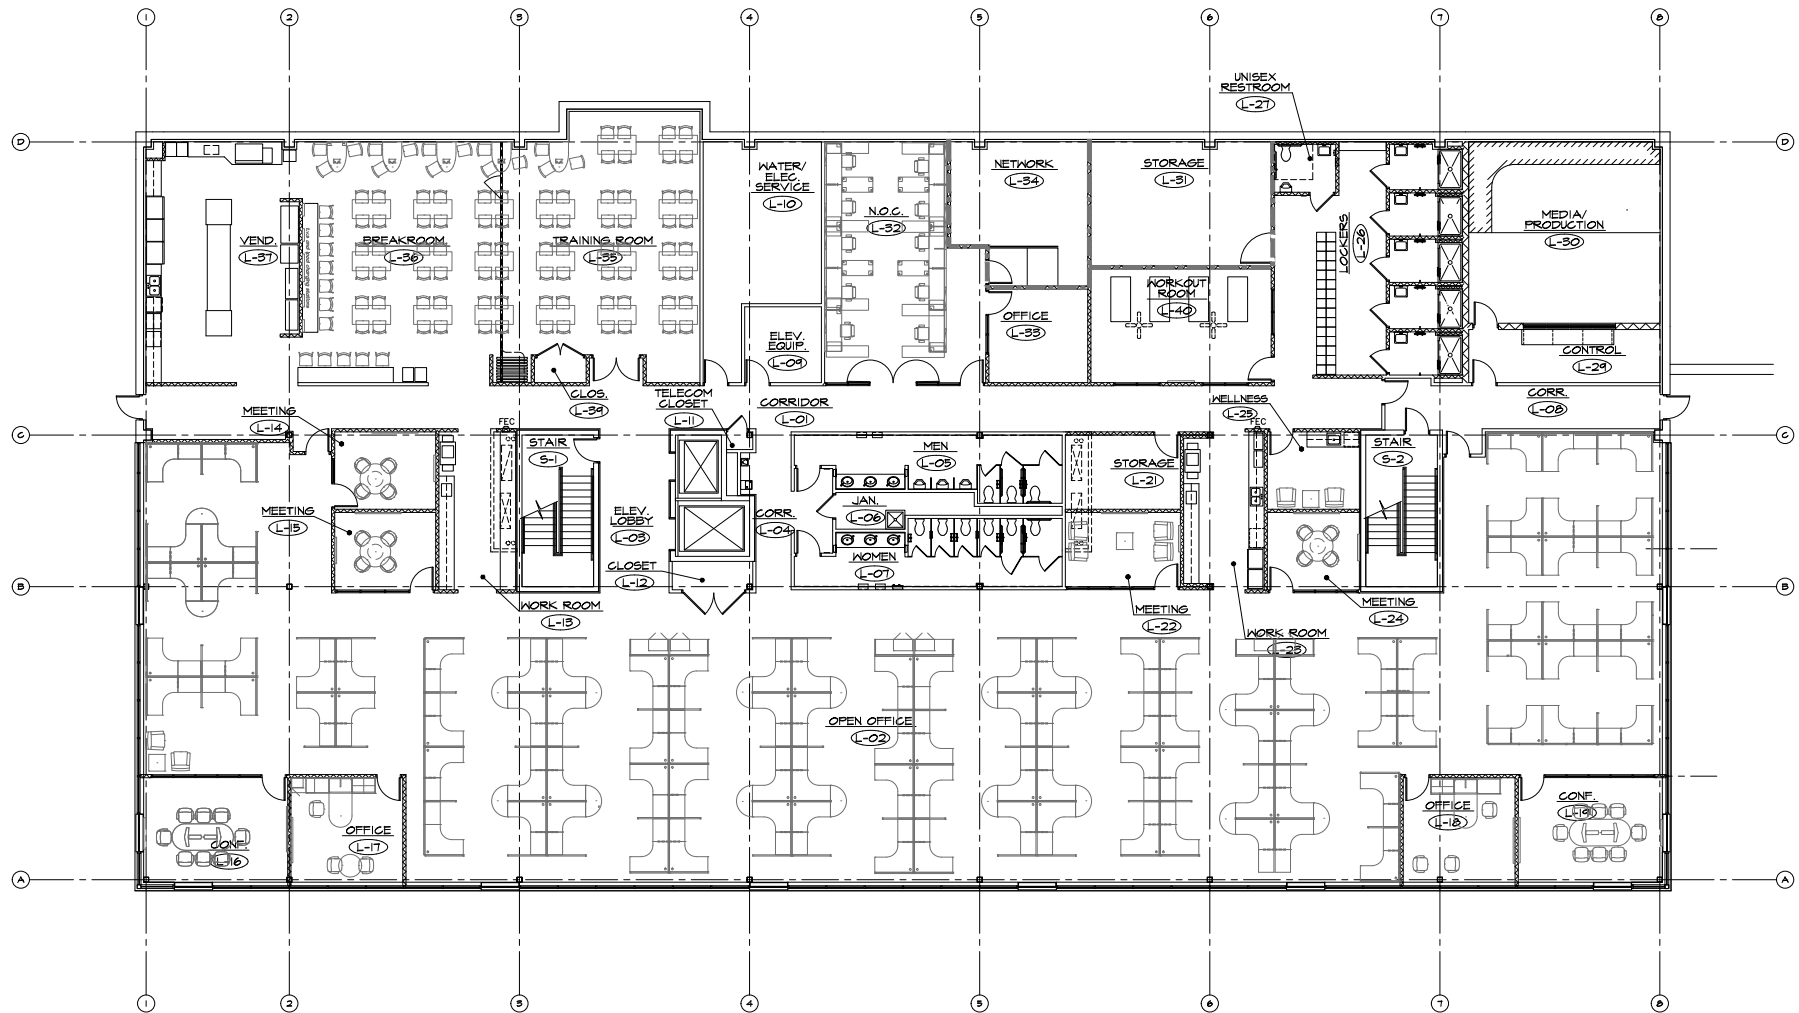 1 2 3 4 5 6 7 8
UNISEX
RESTROOM
L-27
D D
WATER/
ELEC.
SERVICE
L-10
NETWORK
L-34
STORAGE
L-31
N.O.C.
L-32
LOCKERS
L-26
MEDIA/
PRODUCTION
L-30
VEND.
L-37
BREAKROOM
L-36
TRAINING ROOM
L-35
WORKOUT
ROOM
L-40
OFFICE
L-33
ELEV.
EQUIP.
L-09
CONTROL
L-29
CLOS.
L-39
TELECOM
CLOSET
L-11
CORRIDOR
L-01
WELLNESS
L-25
CORR.
L-08
MEETING
L-14
FEC
FEC
C C
STAIR
S-1
MEN
L-05
STORAGE
L-21
STAIR
S-2
MEETING
L-15
ELEV.
LOBBY
L-03
CORR.
L-04
JAN.
L-06
WOMEN
L-07
CLOSET
L-12
B B
WORK ROOM
L-13
MEETING
L-22
MEETING
L-24
WORK ROOM
L-23
OPEN OFFICE
L-02
CONF.
L-16
OFFICE
L-17
OFFICE
L-18
CONF.
L-19
A A
1 2 3 4 5 6 7 8